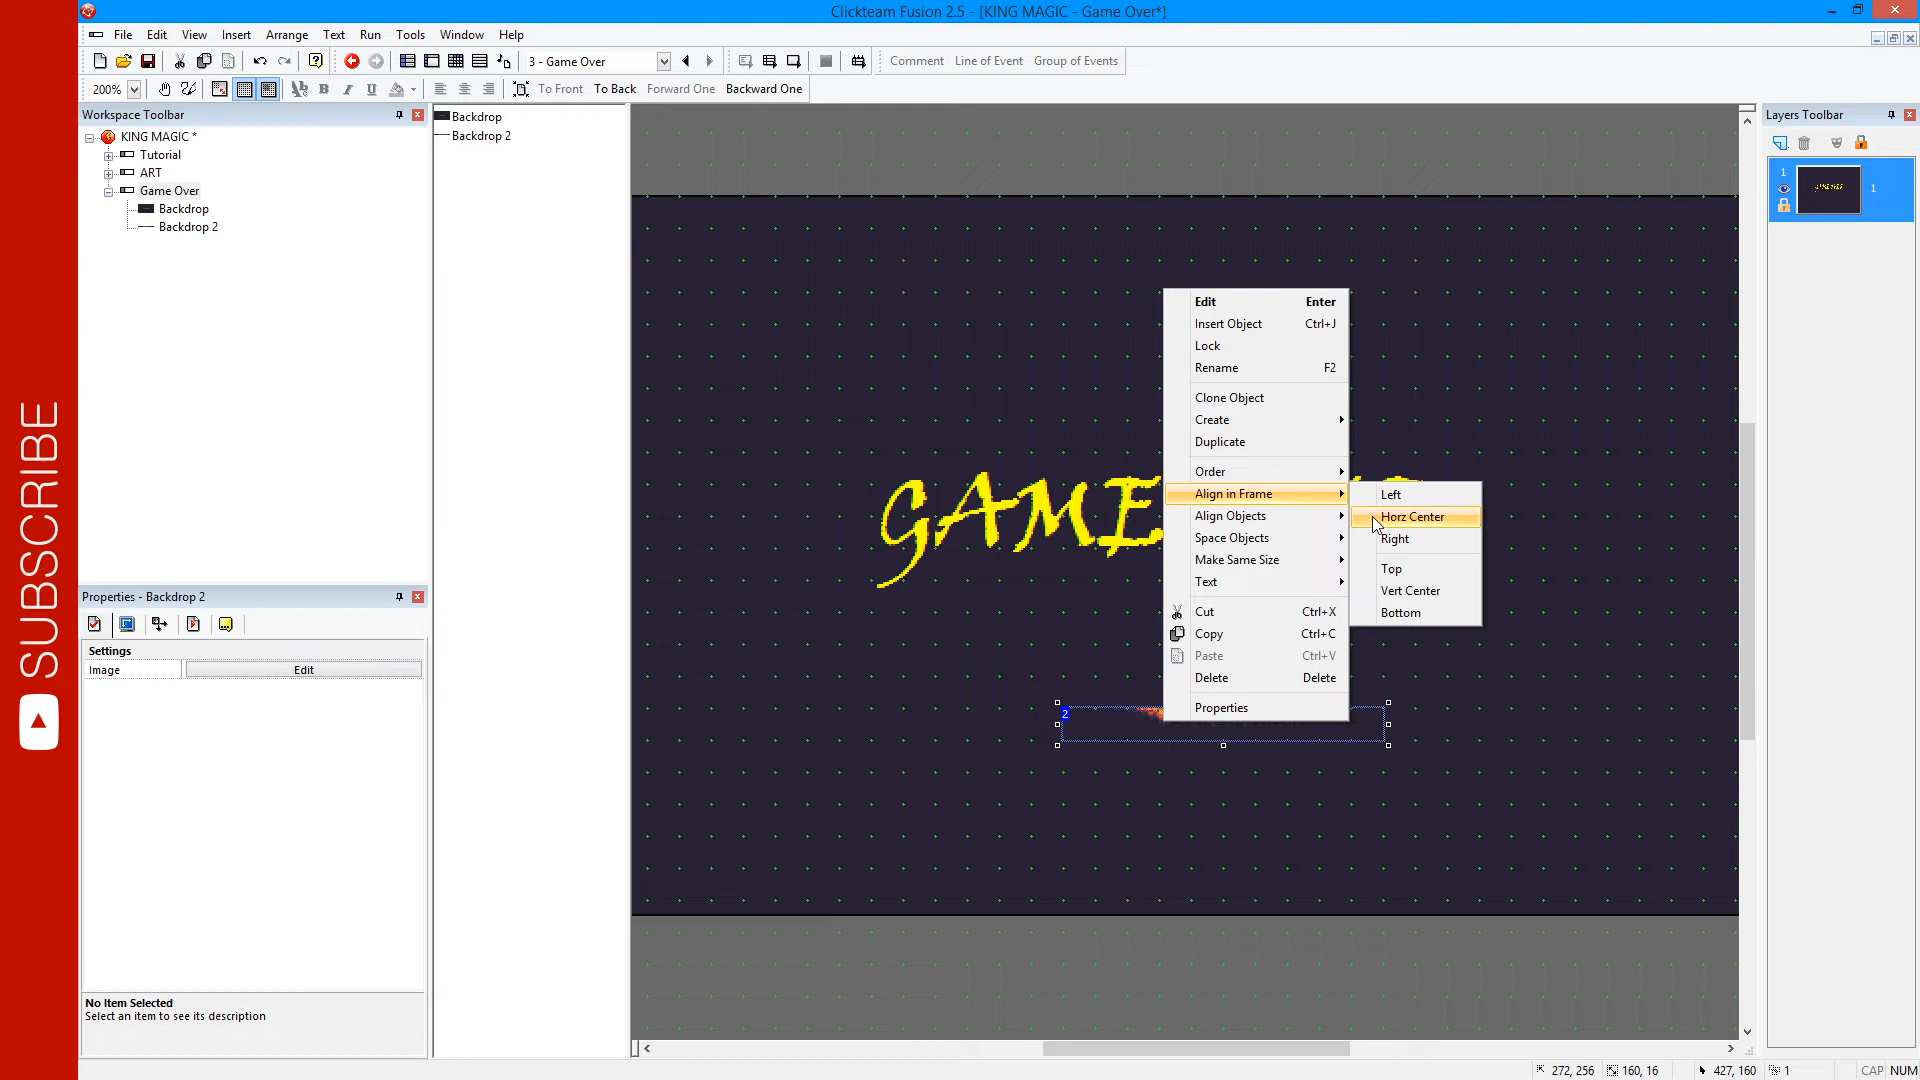 Clickteam Fusion 2.5 - [KING MAGIC - Game Over*]
File Edit View Insert Arrange Text Run Tools Window Help
3 - Game Over
Comment Line of Event Group of Events
200%
B I U
To Front To Back Forward One Backward One
Workspace Toolbar
KING MAGIC *
Tutorial
ART
Game Over
Backdrop
Backdrop 2
Backdrop
Backdrop 2
Layers Toolbar
1
1
GAME
Edit Enter
Insert Object Ctrl+J
Lock
Rename F2
Clone Object
Create
Duplicate
Order
Align in Frame
Align Objects
Space Objects
Make Same Size
Text
Cut Ctrl+X
Copy Ctrl+C
Paste Ctrl+V
Delete Delete
Properties
Left
Horz Center
Right
Top
Vert Center
Bottom
2
Properties - Backdrop 2
Settings
Image Edit
No Item Selected
Select an item to see its description
272, 256 160, 16 427, 160 1 CAP NUM
SUBSCRIBE